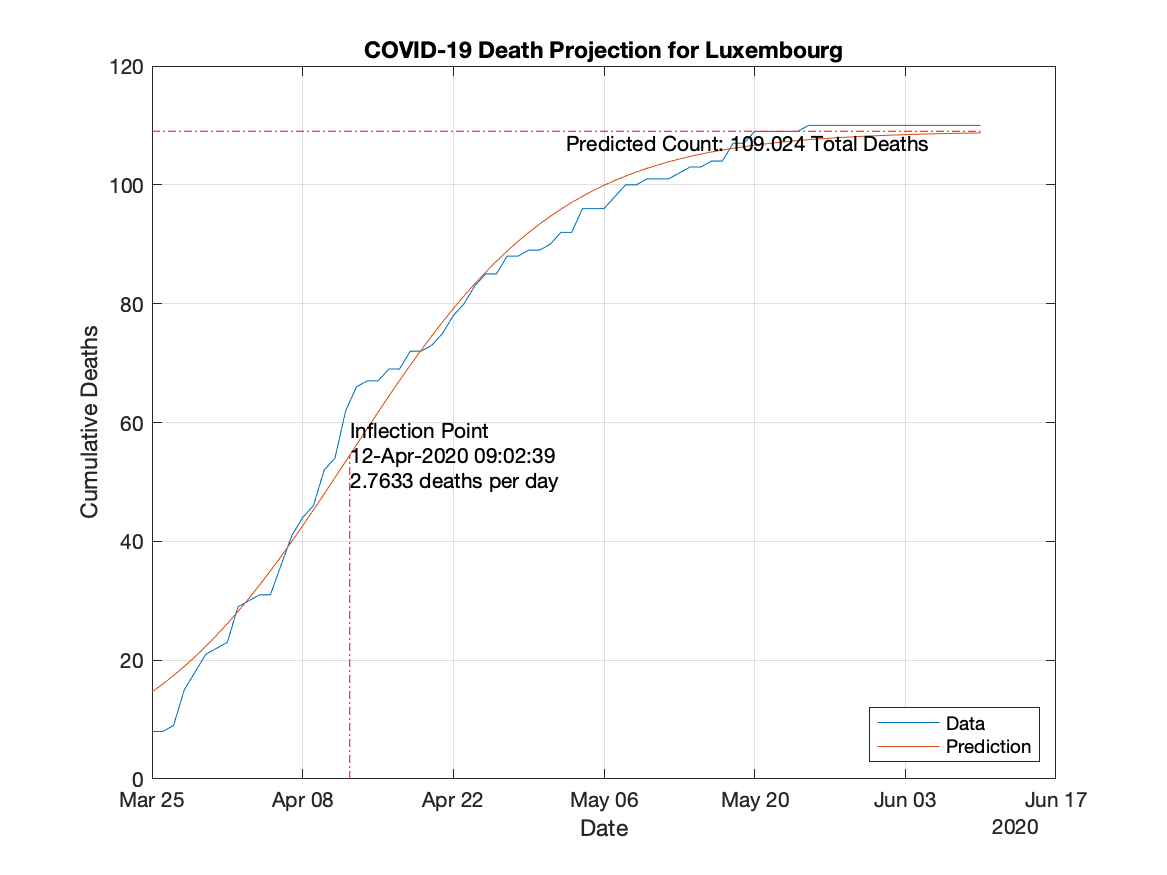 COVID-19 Death Projection for Luxembourg
120
Predicted Count: 109.024 Total Deaths
100
80
60
Inflection Point
12-Apr-2020 09:02:39
2.7633 deaths per day
40
20
0
Cumulative Deaths
Data
Prediction
Mar 25 Apr 08 Apr 22 May 06 May 20 Jun 03 Jun 17
Date
2020